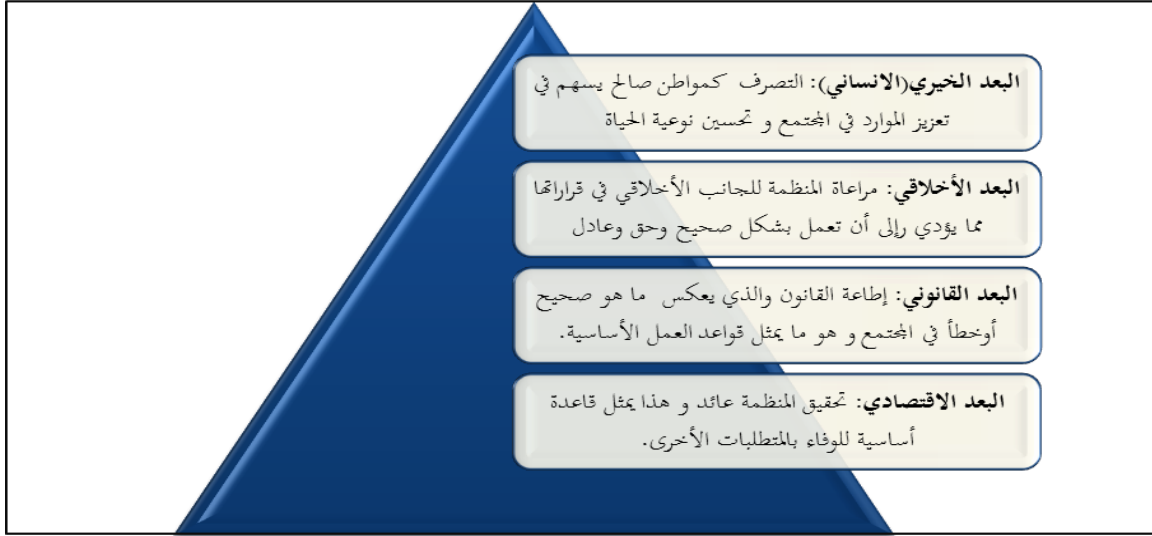 البعد الخيري(الانساني): التصرف كمواطن صالح يسهم في
تعزيز الموارد في المجتمع و تحسين نوعية الحياة
البعد الأخلاقي: مراعاة المنظمة للجانب الأخلاقي في قراراتها
مما يؤدي رإلى أن تعمل بشكل صحيح وحق وعادل
البعد القانوني: إطاعة القانون والذي يعكس ما هو صحيح
أوخطأ في المجتمع و هو ما يمثل قواعد العمل الأساسية.
البعد الاقتصادي: تحقيق المنظمة عائد و هذا يمثل قاعدة
أساسية للوفاء بالمتطلبات الأخرى.